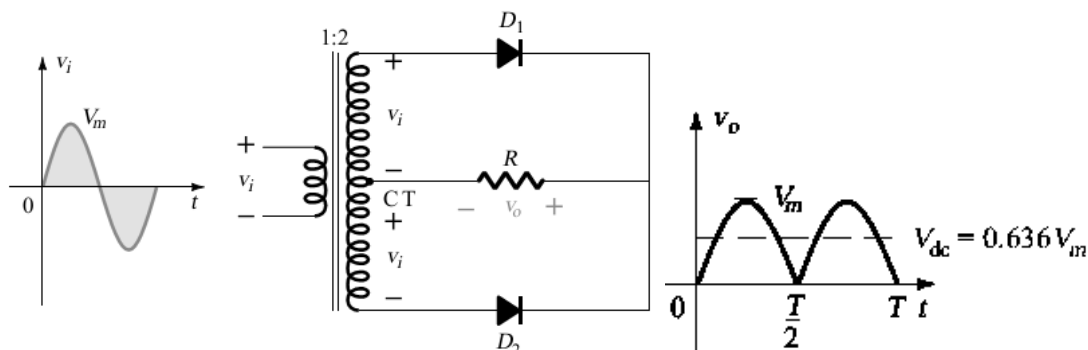 v_i
V_m
0
t
1:2
+
v_i
−
+
v_i
−
CT
+
v_i
−
D_1
R
− v_o +
D_2
v_o
V_m
V_dc = 0.636 V_m
0
T/2
T
t